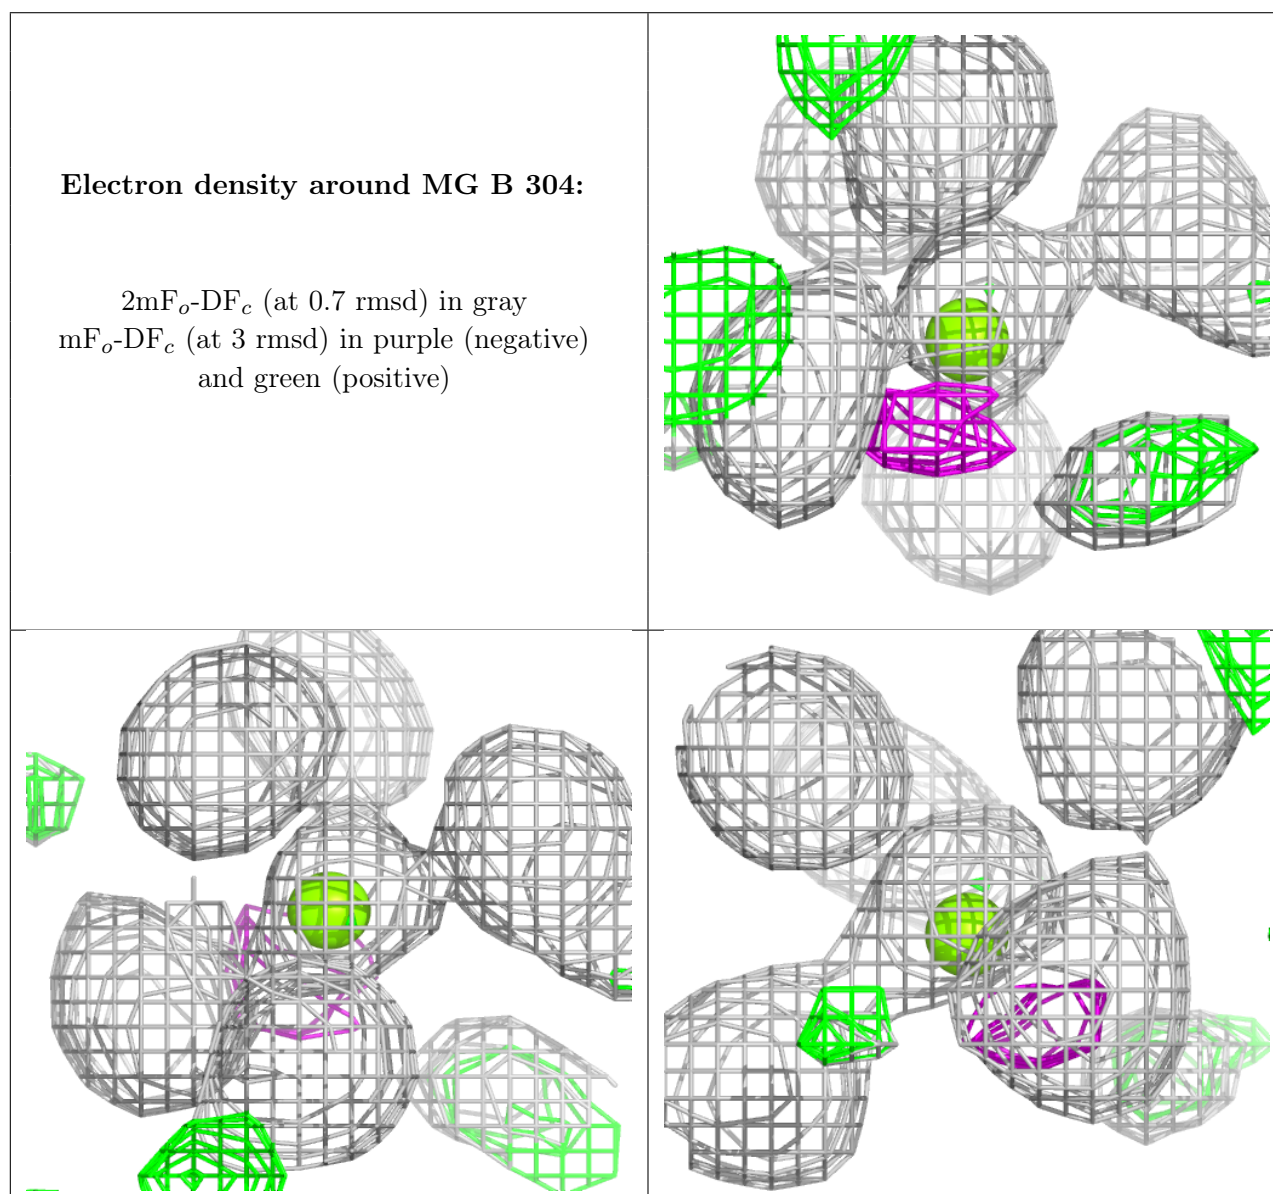 Electron density around MG B 304:
2mFo-DFc (at 0.7 rmsd) in gray
mFo-DFc (at 3 rmsd) in purple (negative)
and green (positive)